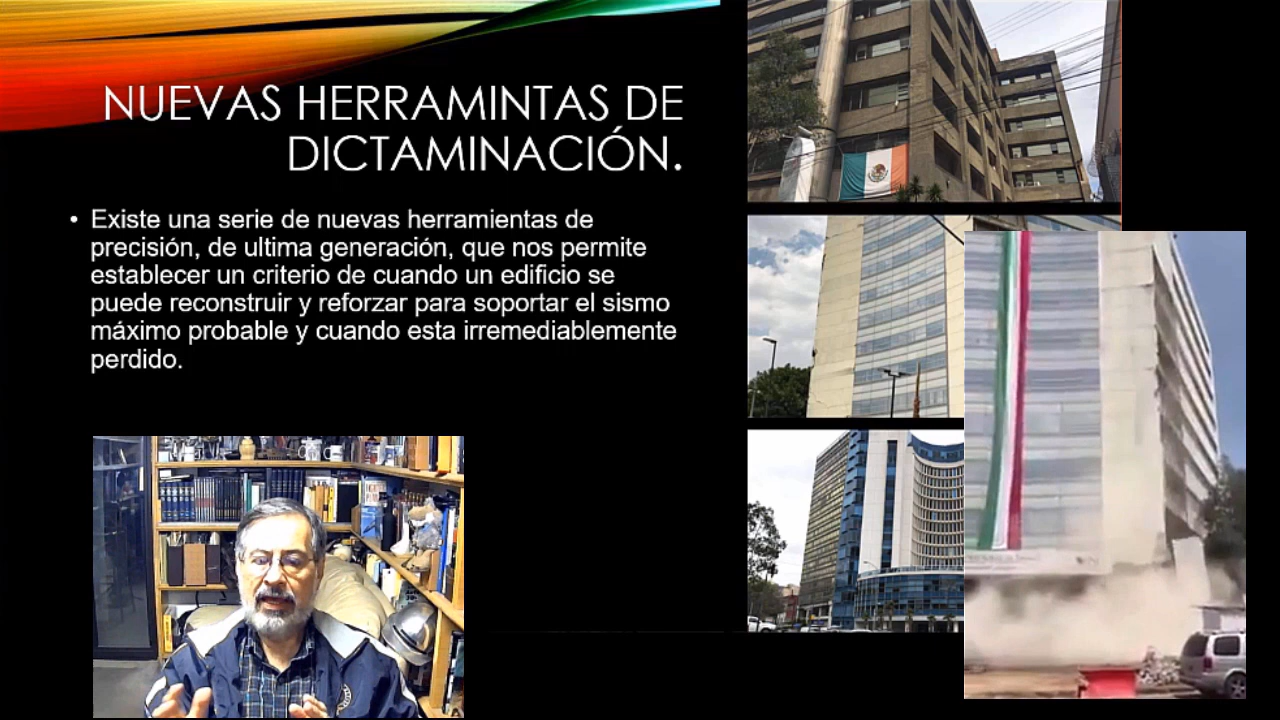 NUEVAS HERRAMINTAS DE
DICTAMINACIÓN.
• Existe una serie de nuevas herramientas de
precisión, de ultima generación, que nos permite
establecer un criterio de cuando un edificio se
puede reconstruir y reforzar para soportar el sismo
máximo probable y cuando esta irremediablemente
perdido.